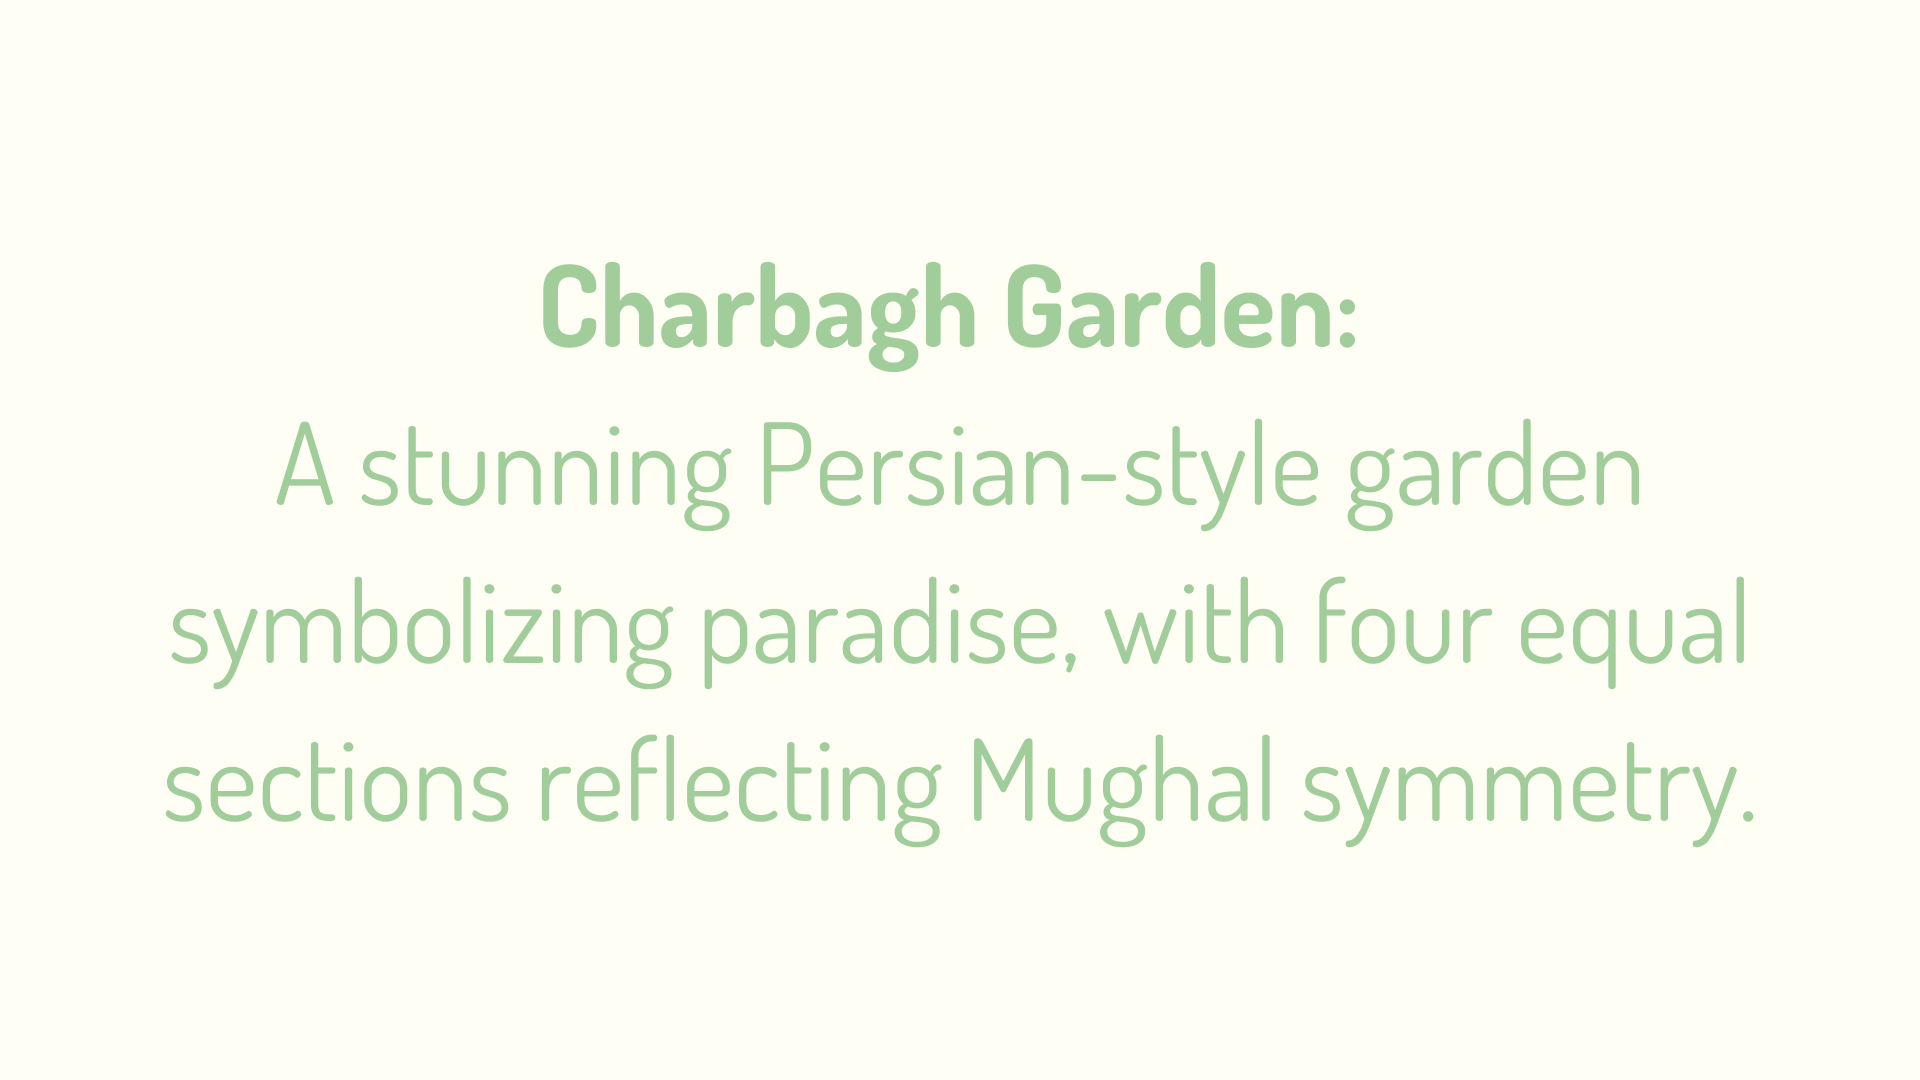 Charbagh Garden:
A stunning Persian-style garden
symbolizing paradise, with four equal
sections reflecting Mughal symmetry.